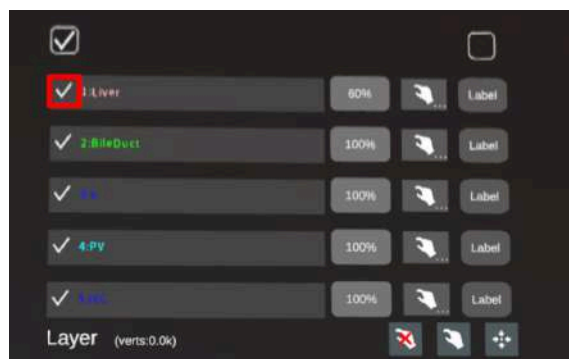 1:Liver 60% Label
2:BileDuct 100% Label
100% Label
4:PV 100% Label
100% Label
Layer (verts:0.0k)